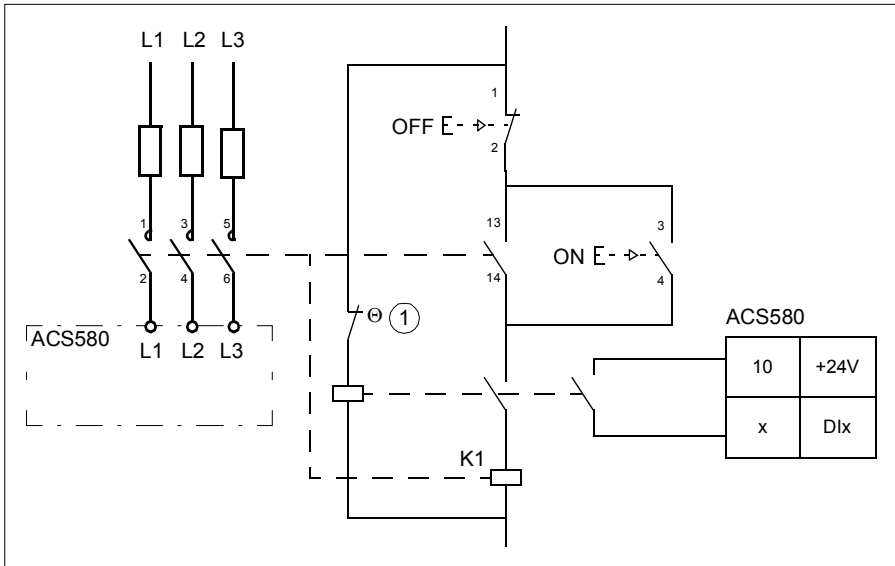 L1 L2 L3
1
OFF
2
1 3 5
13
3
ON
2 4 6
14
4
Θ 1
ACS580
ACS580
L1 L2 L3
10 +24V
x DIx
K1